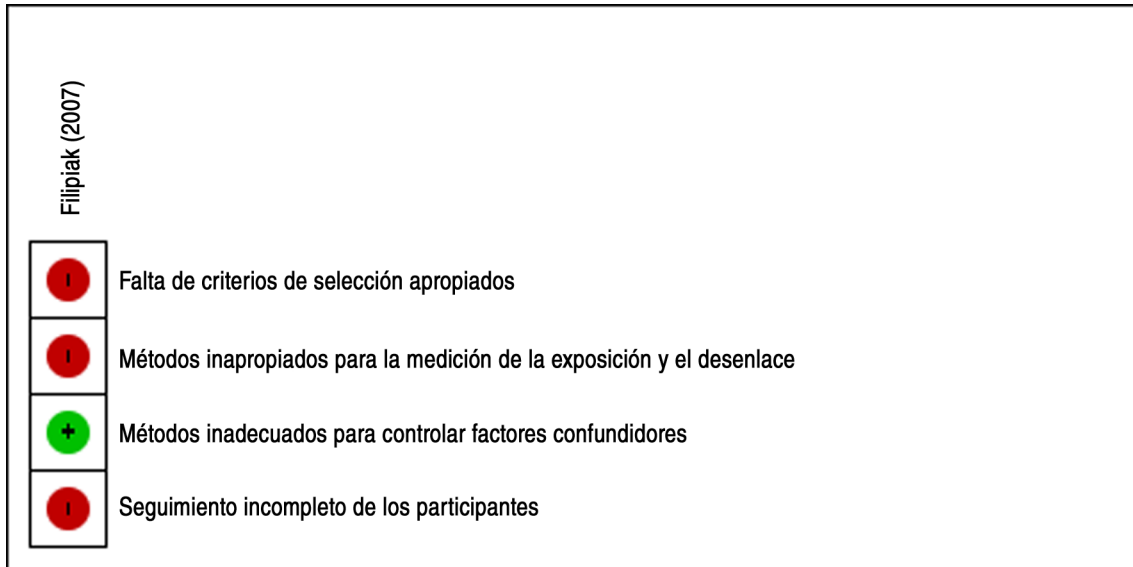 Filipiak (2007)
- Falta de criterios de selección apropiados
- Métodos inapropiados para la medición de la exposición y el desenlace
+ Métodos inadecuados para controlar factores confundidores
- Seguimiento incompleto de los participantes